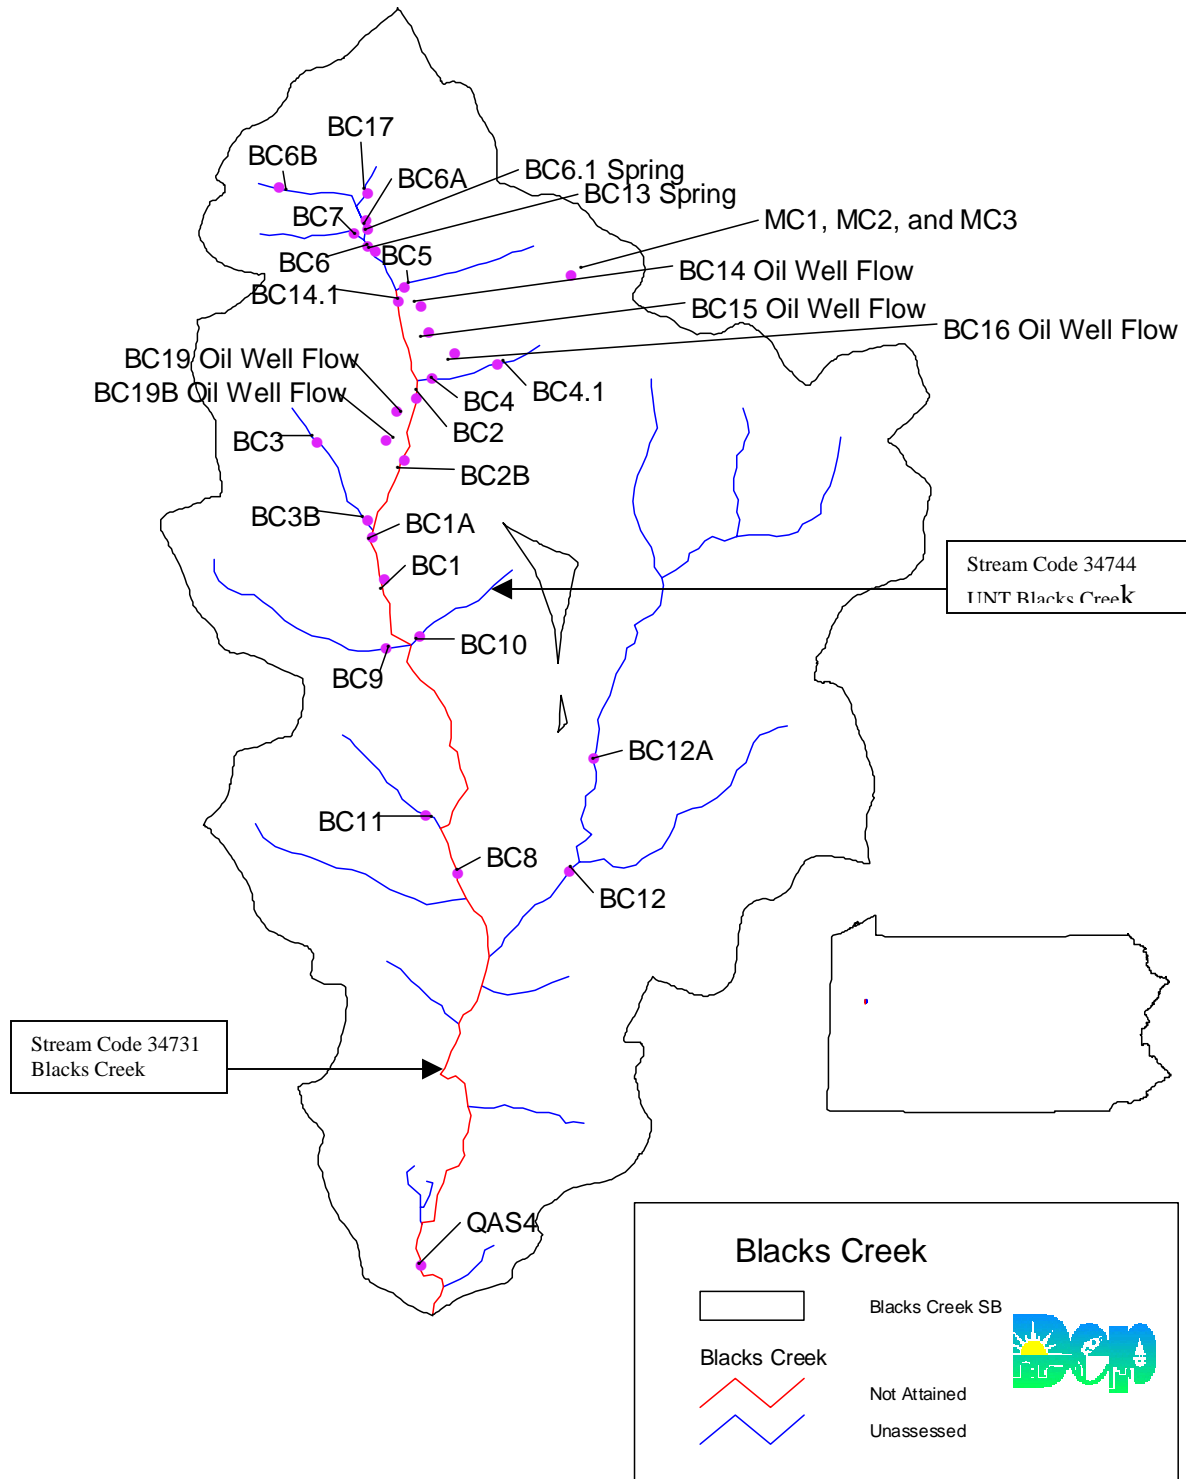 BC17
BC6B
BC6A
BC6.1 Spring
BC13 Spring
BC7
MC1, MC2, and MC3
BC6
BC5
BC14 Oil Well Flow
BC14.1
BC15 Oil Well Flow
BC16 Oil Well Flow
BC19 Oil Well Flow
BC19B Oil Well Flow
BC4
BC4.1
BC2
BC3
BC2B
BC3B
BC1A
BC1
Stream Code 34744
UNT Blacks Creek
BC10
BC9
BC12A
BC11
BC8
BC12
Stream Code 34731
Blacks Creek
QAS4
Blacks Creek
Blacks Creek SB
Dep
Blacks Creek
Not Attained
Unassessed